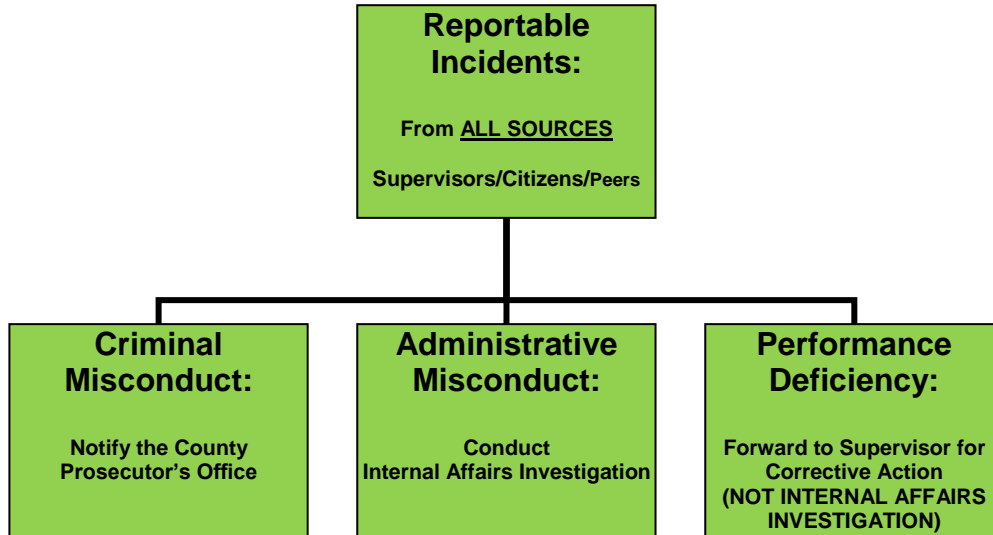 Reportable
Incidents:
From ALL SOURCES
Supervisors/Citizens/Peers
Criminal
Misconduct:
Notify the County
Prosecutor's Office
Administrative
Misconduct:
Conduct
Internal Affairs Investigation
Performance
Deficiency:
Forward to Supervisor for
Corrective Action
(NOT INTERNAL AFFAIRS
INVESTIGATION)